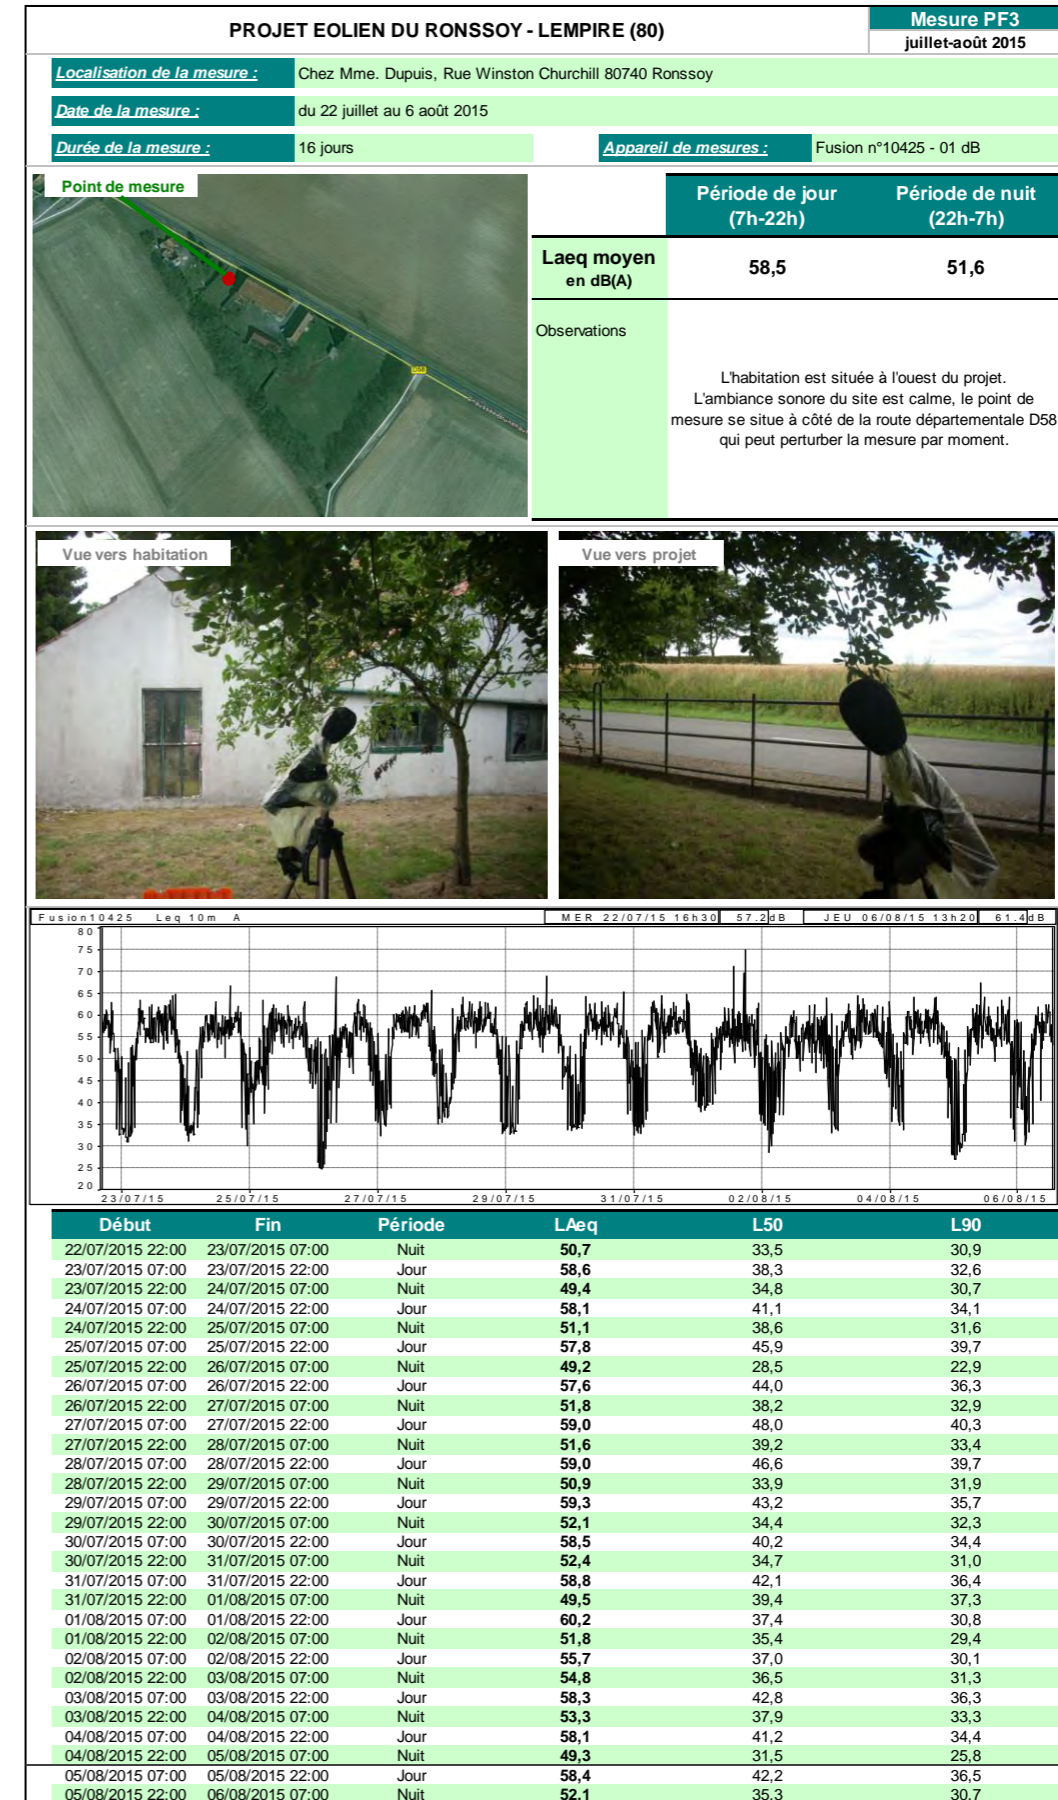 PROJET EOLIEN DU RONSSOY - LEMPIRE (80)
Mesure PF3
juillet-août 2015
Localisation de la mesure : Chez Mme. Dupuis, Rue Winston Churchill 80740 Ronssoy
Date de la mesure : du 22 juillet au 6 août 2015
Durée de la mesure : 16 jours Appareil de mesures : Fusion n°10425 - 01 dB
Point de mesure
D58
Période de jour (7h-22h) Période de nuit (22h-7h)
Laeq moyen en dB(A) 58,5 51,6
Observations
L'habitation est située à l'ouest du projet.
L'ambiance sonore du site est calme, le point de
mesure se situe à côté de la route départementale D58
qui peut perturber la mesure par moment.
Vue vers habitation
Vue vers projet
Fusion10425 Leq 10m A MER 22/07/15 16h30 57.2dB JEU 06/08/15 13h20 61.4dB
80
75
70
65
60
55
50
45
40
35
30
25
20
23/07/15 25/07/15 27/07/15 29/07/15 31/07/15 02/08/15 04/08/15 06/08/15
Début Fin Période LAeq L50 L90
22/07/2015 22:00 23/07/2015 07:00 Nuit 50,7 33,5 30,9
23/07/2015 07:00 23/07/2015 22:00 Jour 58,6 38,3 32,6
23/07/2015 22:00 24/07/2015 07:00 Nuit 49,4 34,8 30,7
24/07/2015 07:00 24/07/2015 22:00 Jour 58,1 41,1 34,1
24/07/2015 22:00 25/07/2015 07:00 Nuit 51,1 38,6 31,6
25/07/2015 07:00 25/07/2015 22:00 Jour 57,8 45,9 39,7
25/07/2015 22:00 26/07/2015 07:00 Nuit 49,2 28,5 22,9
26/07/2015 07:00 26/07/2015 22:00 Jour 57,6 44,0 36,3
26/07/2015 22:00 27/07/2015 07:00 Nuit 51,8 38,2 32,9
27/07/2015 07:00 27/07/2015 22:00 Jour 59,0 48,0 40,3
27/07/2015 22:00 28/07/2015 07:00 Nuit 51,6 39,2 33,4
28/07/2015 07:00 28/07/2015 22:00 Jour 59,0 46,6 39,7
28/07/2015 22:00 29/07/2015 07:00 Nuit 50,9 33,9 31,9
29/07/2015 07:00 29/07/2015 22:00 Jour 59,3 43,2 35,7
29/07/2015 22:00 30/07/2015 07:00 Nuit 52,1 34,4 32,3
30/07/2015 07:00 30/07/2015 22:00 Jour 58,5 40,2 34,4
30/07/2015 22:00 31/07/2015 07:00 Nuit 52,4 34,7 31,0
31/07/2015 07:00 31/07/2015 22:00 Jour 58,8 42,1 36,4
31/07/2015 22:00 01/08/2015 07:00 Nuit 49,5 39,4 37,3
01/08/2015 07:00 01/08/2015 22:00 Jour 60,2 37,4 30,8
01/08/2015 22:00 02/08/2015 07:00 Nuit 51,8 35,4 29,4
02/08/2015 07:00 02/08/2015 22:00 Jour 55,7 37,0 30,1
02/08/2015 22:00 03/08/2015 07:00 Nuit 54,8 36,5 31,3
03/08/2015 07:00 03/08/2015 22:00 Jour 58,3 42,8 36,3
03/08/2015 22:00 04/08/2015 07:00 Nuit 53,3 37,9 33,3
04/08/2015 07:00 04/08/2015 22:00 Jour 58,1 41,2 34,4
04/08/2015 22:00 05/08/2015 07:00 Nuit 49,3 31,5 25,8
05/08/2015 07:00 05/08/2015 22:00 Jour 58,4 42,2 36,5
05/08/2015 22:00 06/08/2015 07:00 Nuit 52,1 35,3 30,7